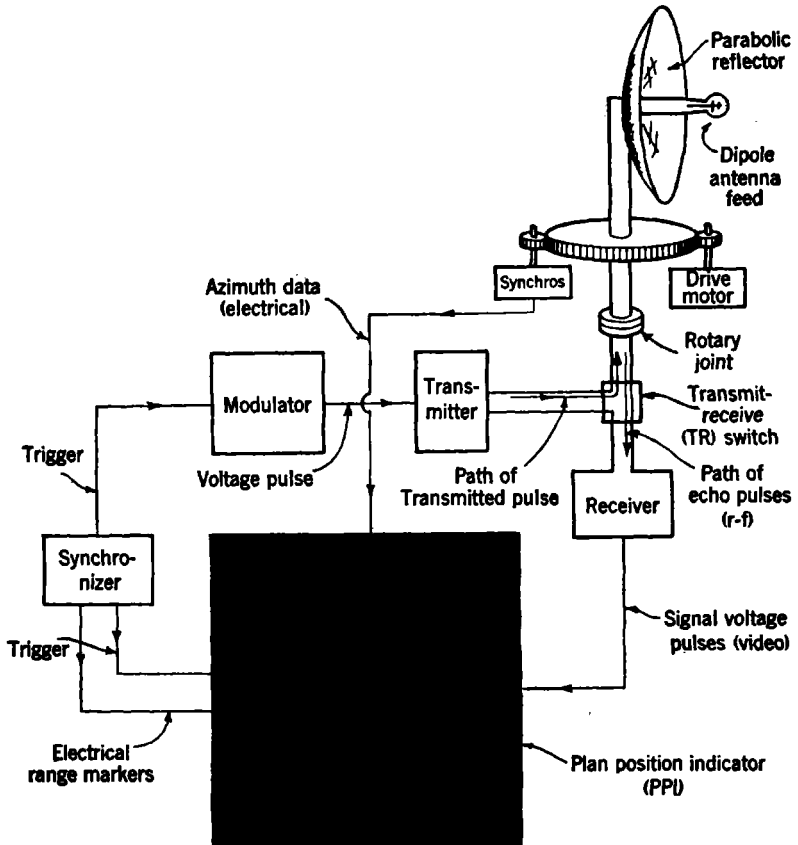 Parabolic
reflector
Dipole
antenna
feed
Synchros
Drive
motor
Azimuth data
(electrical)
Rotary
joint
Modulator
Trans-
mitter
Transmit-
receive
(TR) switch
Trigger
Voltage pulse
Path of
Transmitted pulse
Path of
echo pulses
(r-f)
Receiver
Synchro-
nizer
Trigger
Signal voltage
pulses (video)
Electrical
range markers
Plan position indicator
(PPI)